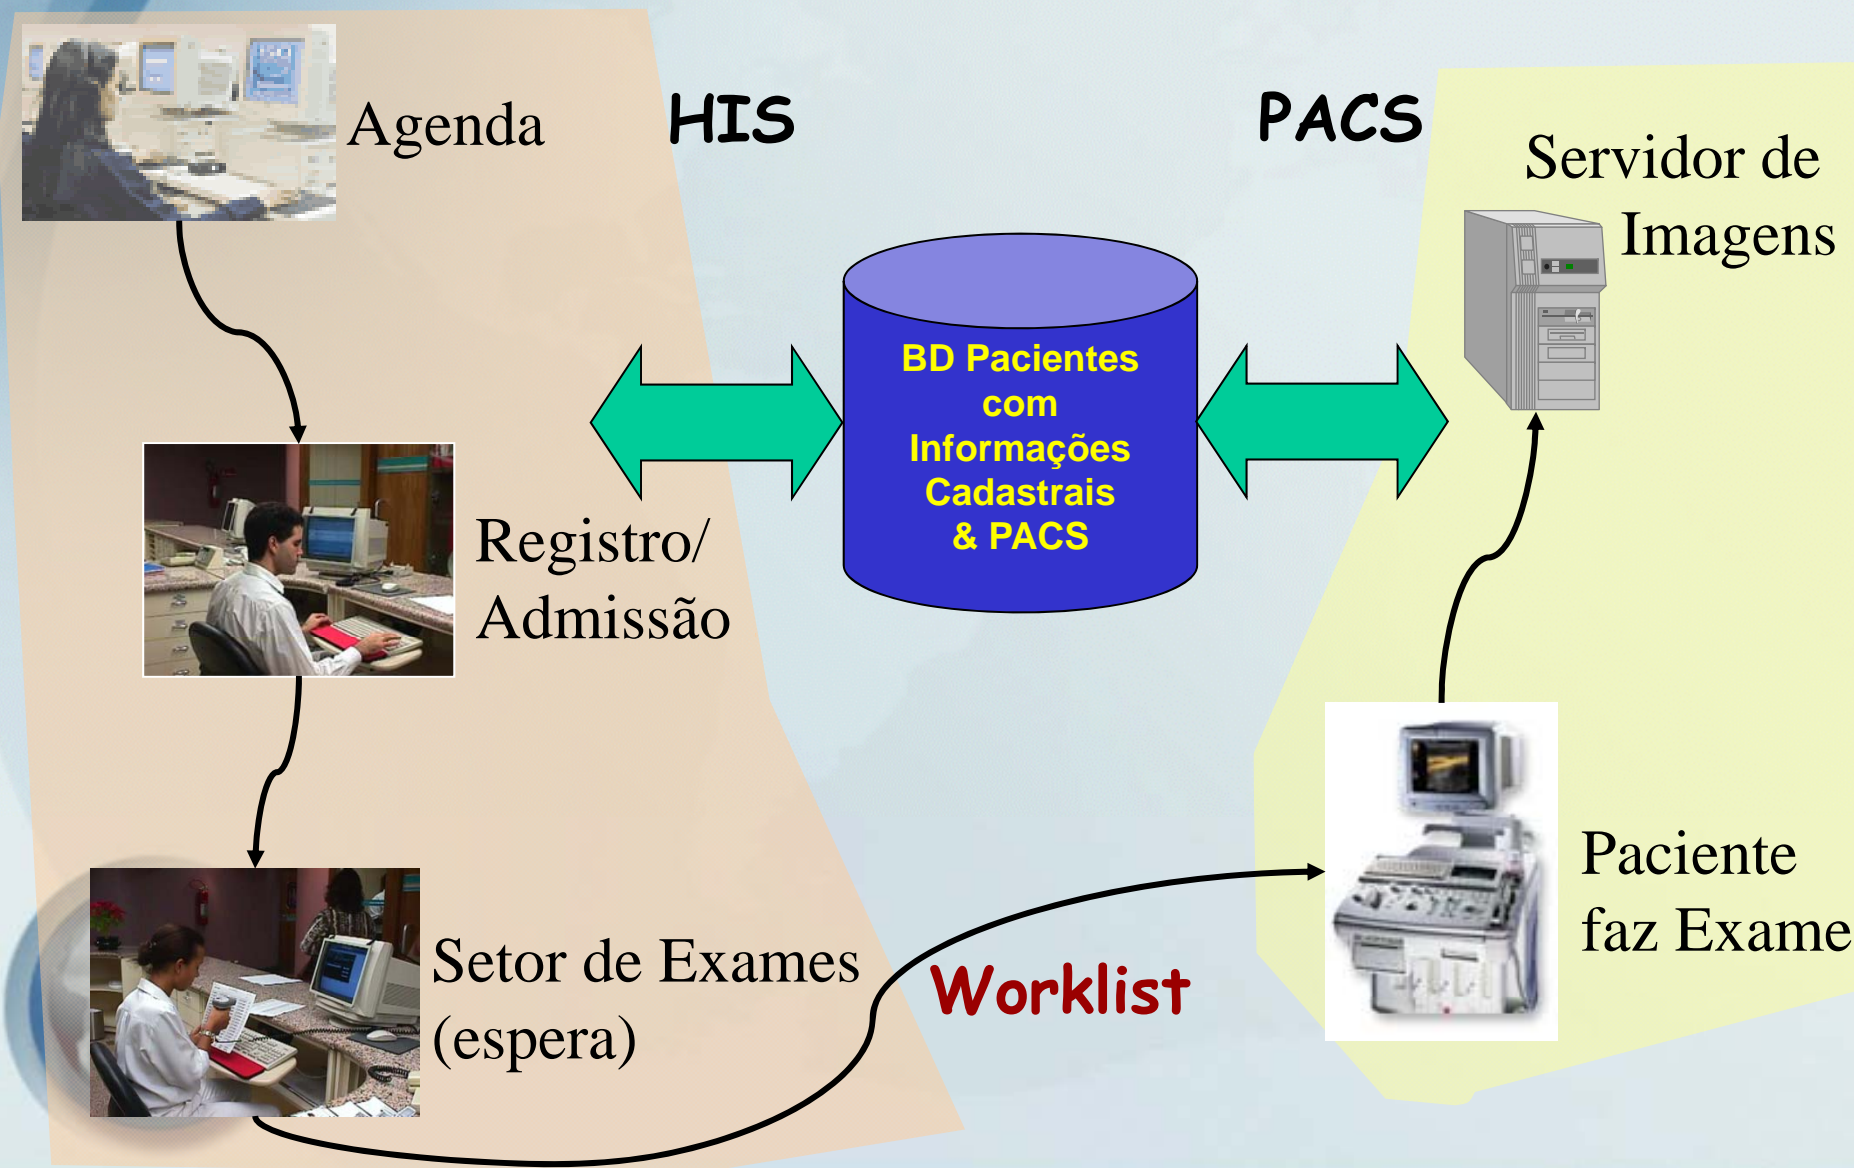 Agenda
HIS
PACS
Servidor de
Imagens
BD Pacientes
com
Informações
Cadastrais
& PACS
Registro/
Admissão
Paciente
faz Exame
Setor de Exames
(espera)
Worklist